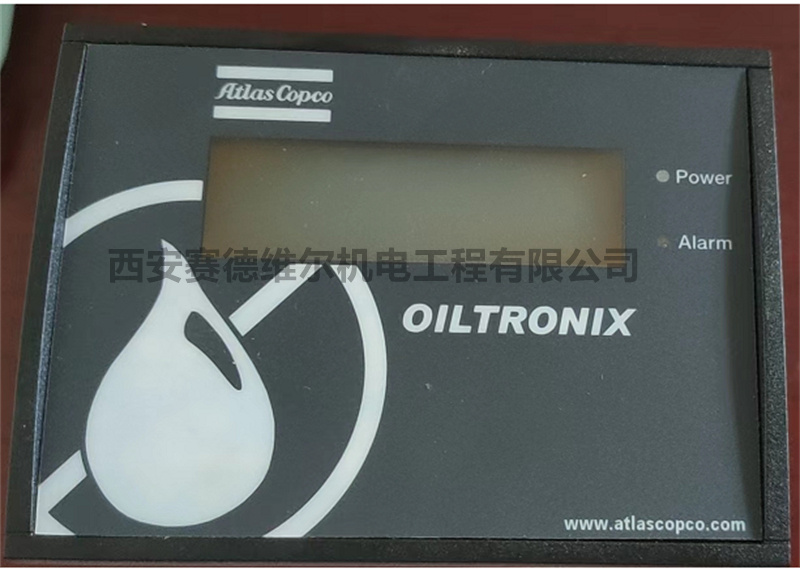 Atlas Copco
Power
Alarm
西安赛德维尔机电工程有限公司
OILTRONIX
www.atlascopco.com